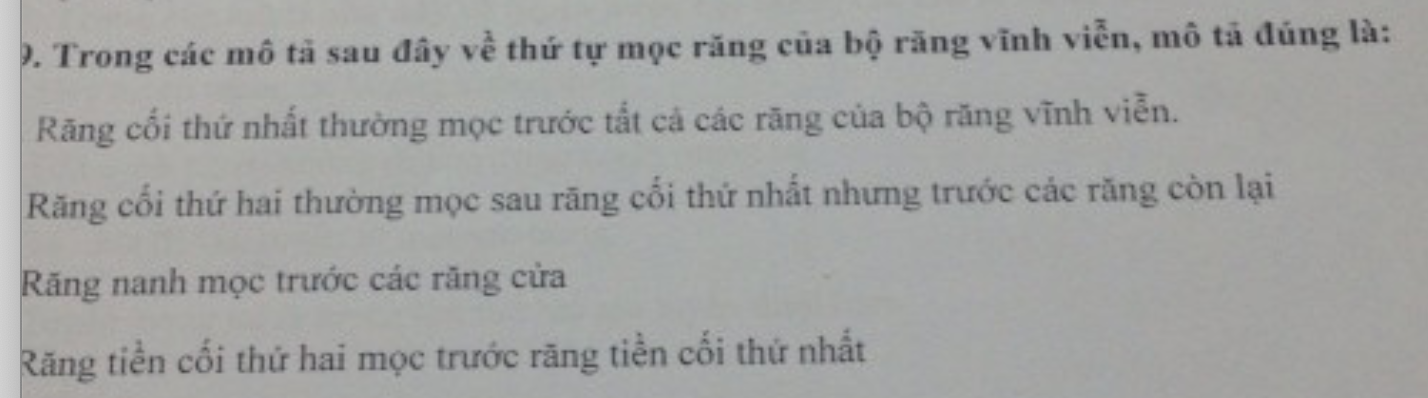 9. Trong các mô tả sau đây về thứ tự mọc răng của bộ răng vĩnh viễn, mô tả đúng là:
Răng cối thứ nhất thường mọc trước tất cả các răng của bộ răng vĩnh viễn.
Răng cối thứ hai thường mọc sau răng cối thứ nhất nhưng trước các răng còn lại
Răng nanh mọc trước các răng cửa
Răng tiền cối thứ hai mọc trước răng tiền cối thứ nhất